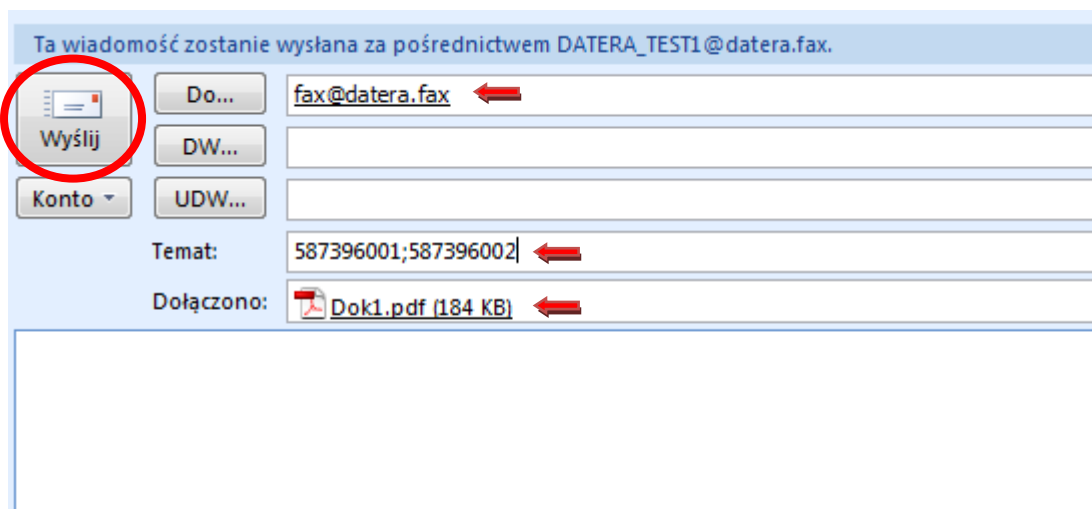 Ta wiadomość zostanie wysłana za pośrednictwem DATERA_TEST1@datera.fax.
Wyślij
Do... fax@datera.fax
DW...
Konto UDW...
Temat: 587396001;587396002
Dołączono: Dok1.pdf (184 KB)